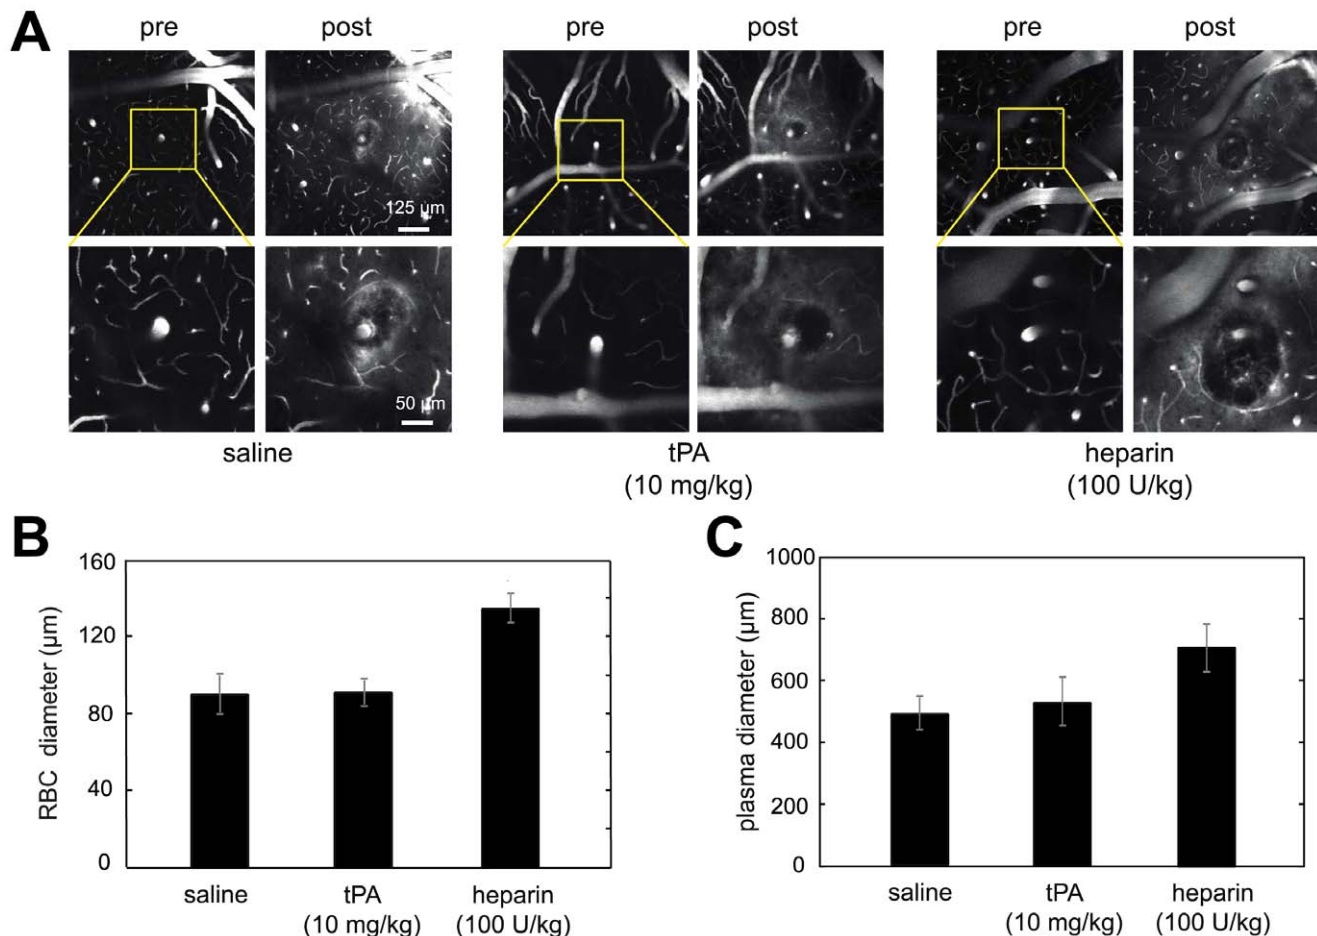 A
pre post pre post pre post
125 µm
50 µm
saline tPA heparin
(10 mg/kg) (100 U/kg)
B
RBC diameter (µm)
160
120
80
40
0
saline tPA heparin
(10 mg/kg) (100 U/kg)
C
plasma diameter (µm)
1000
800
600
400
200
0
saline tPA heparin
(10 mg/kg) (100 U/kg)